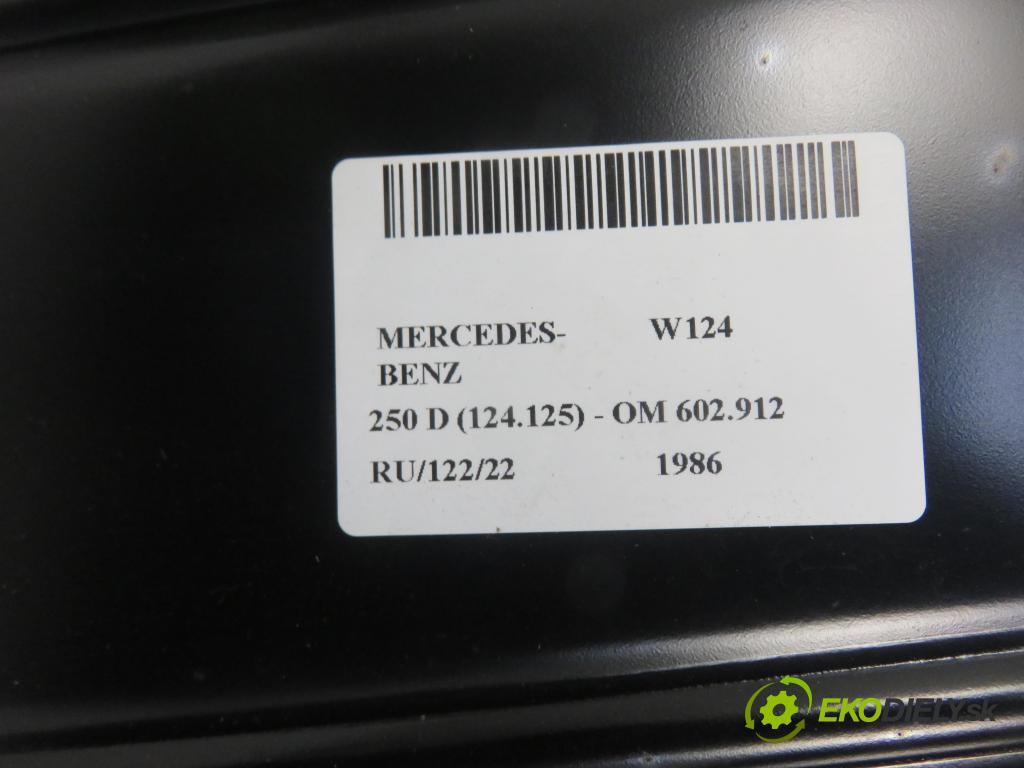 MERCEDES- W124
BENZ
250 D (124.125) - OM 602.912
RU/122/22 1986
EKODIELY.sk